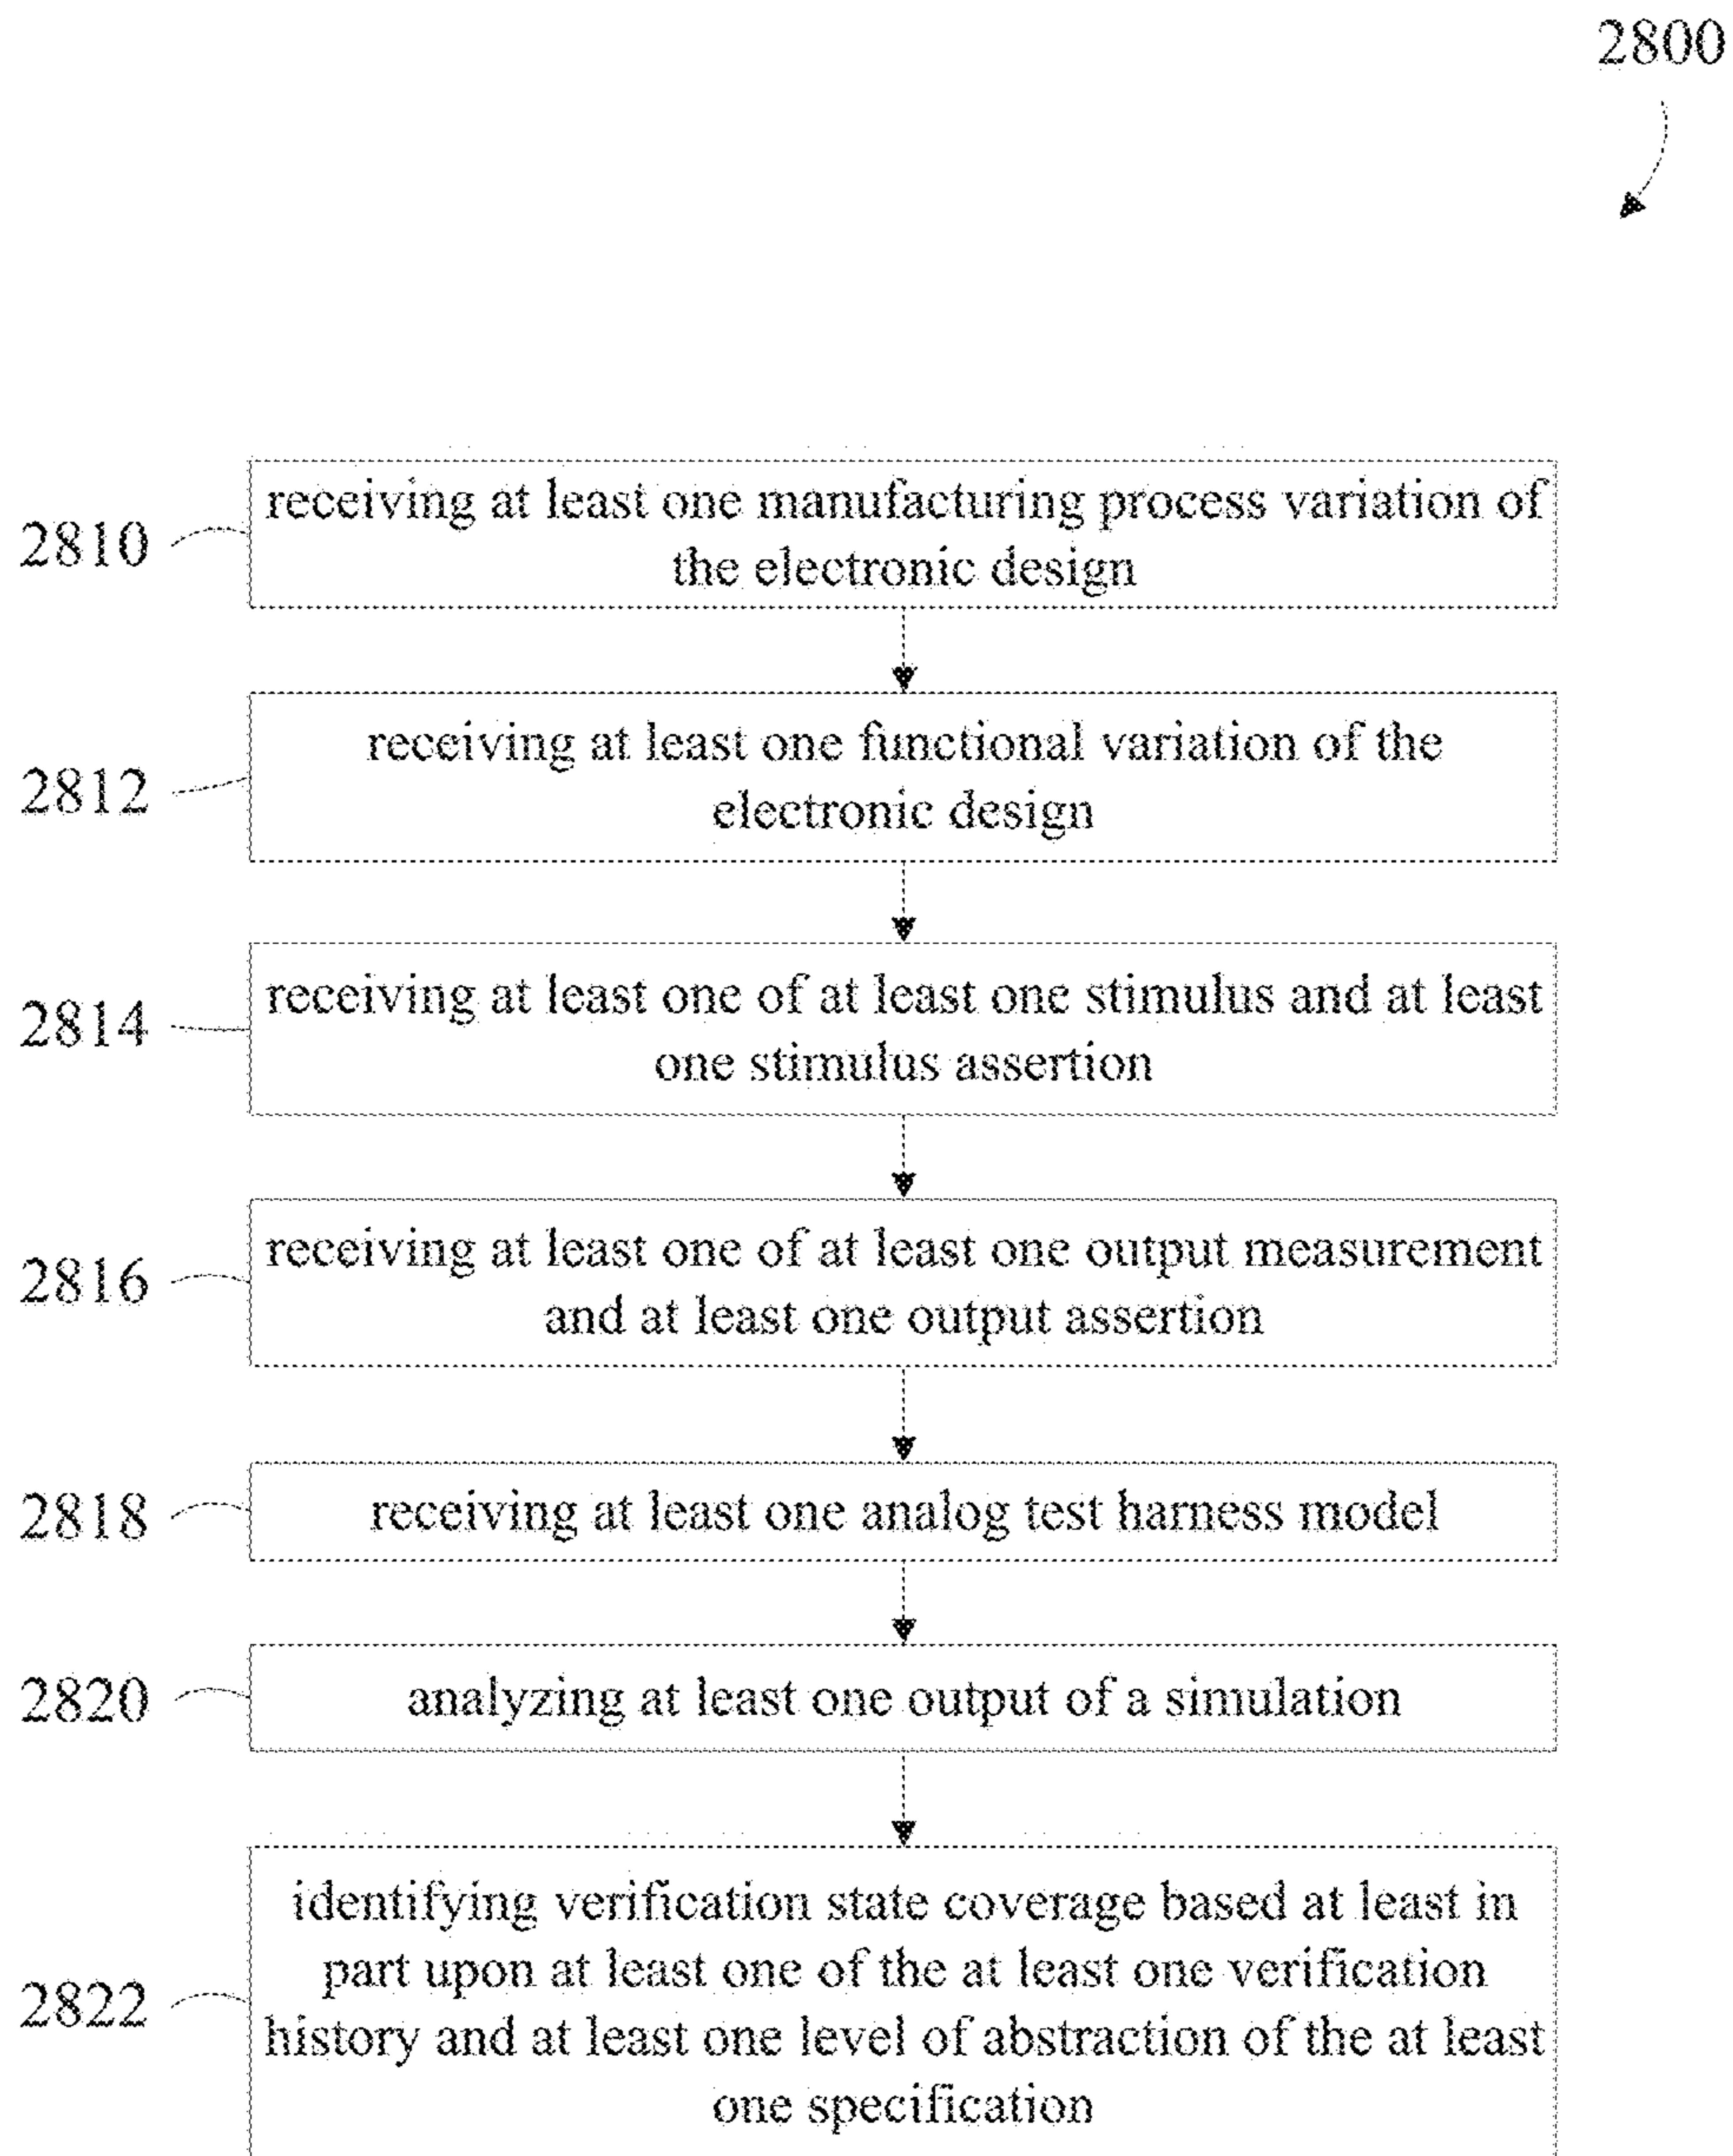 2800
receiving at least one manufacturing process variation of
the electronic design
2810
receiving at least one functional variation of the
electronic design
2812
receiving at least one of at least one stimulus and at least
one stimulus assertion
2814
receiving at least one of at least one output measurement
and at least one output assertion
2816
receiving at least one analog test harness model
2818
analyzing at least one output of a simulation
2820
identifying verification state coverage based at least in
part upon at least one of the at least one verification
history and at least one level of abstraction of the at least
one specification
2822